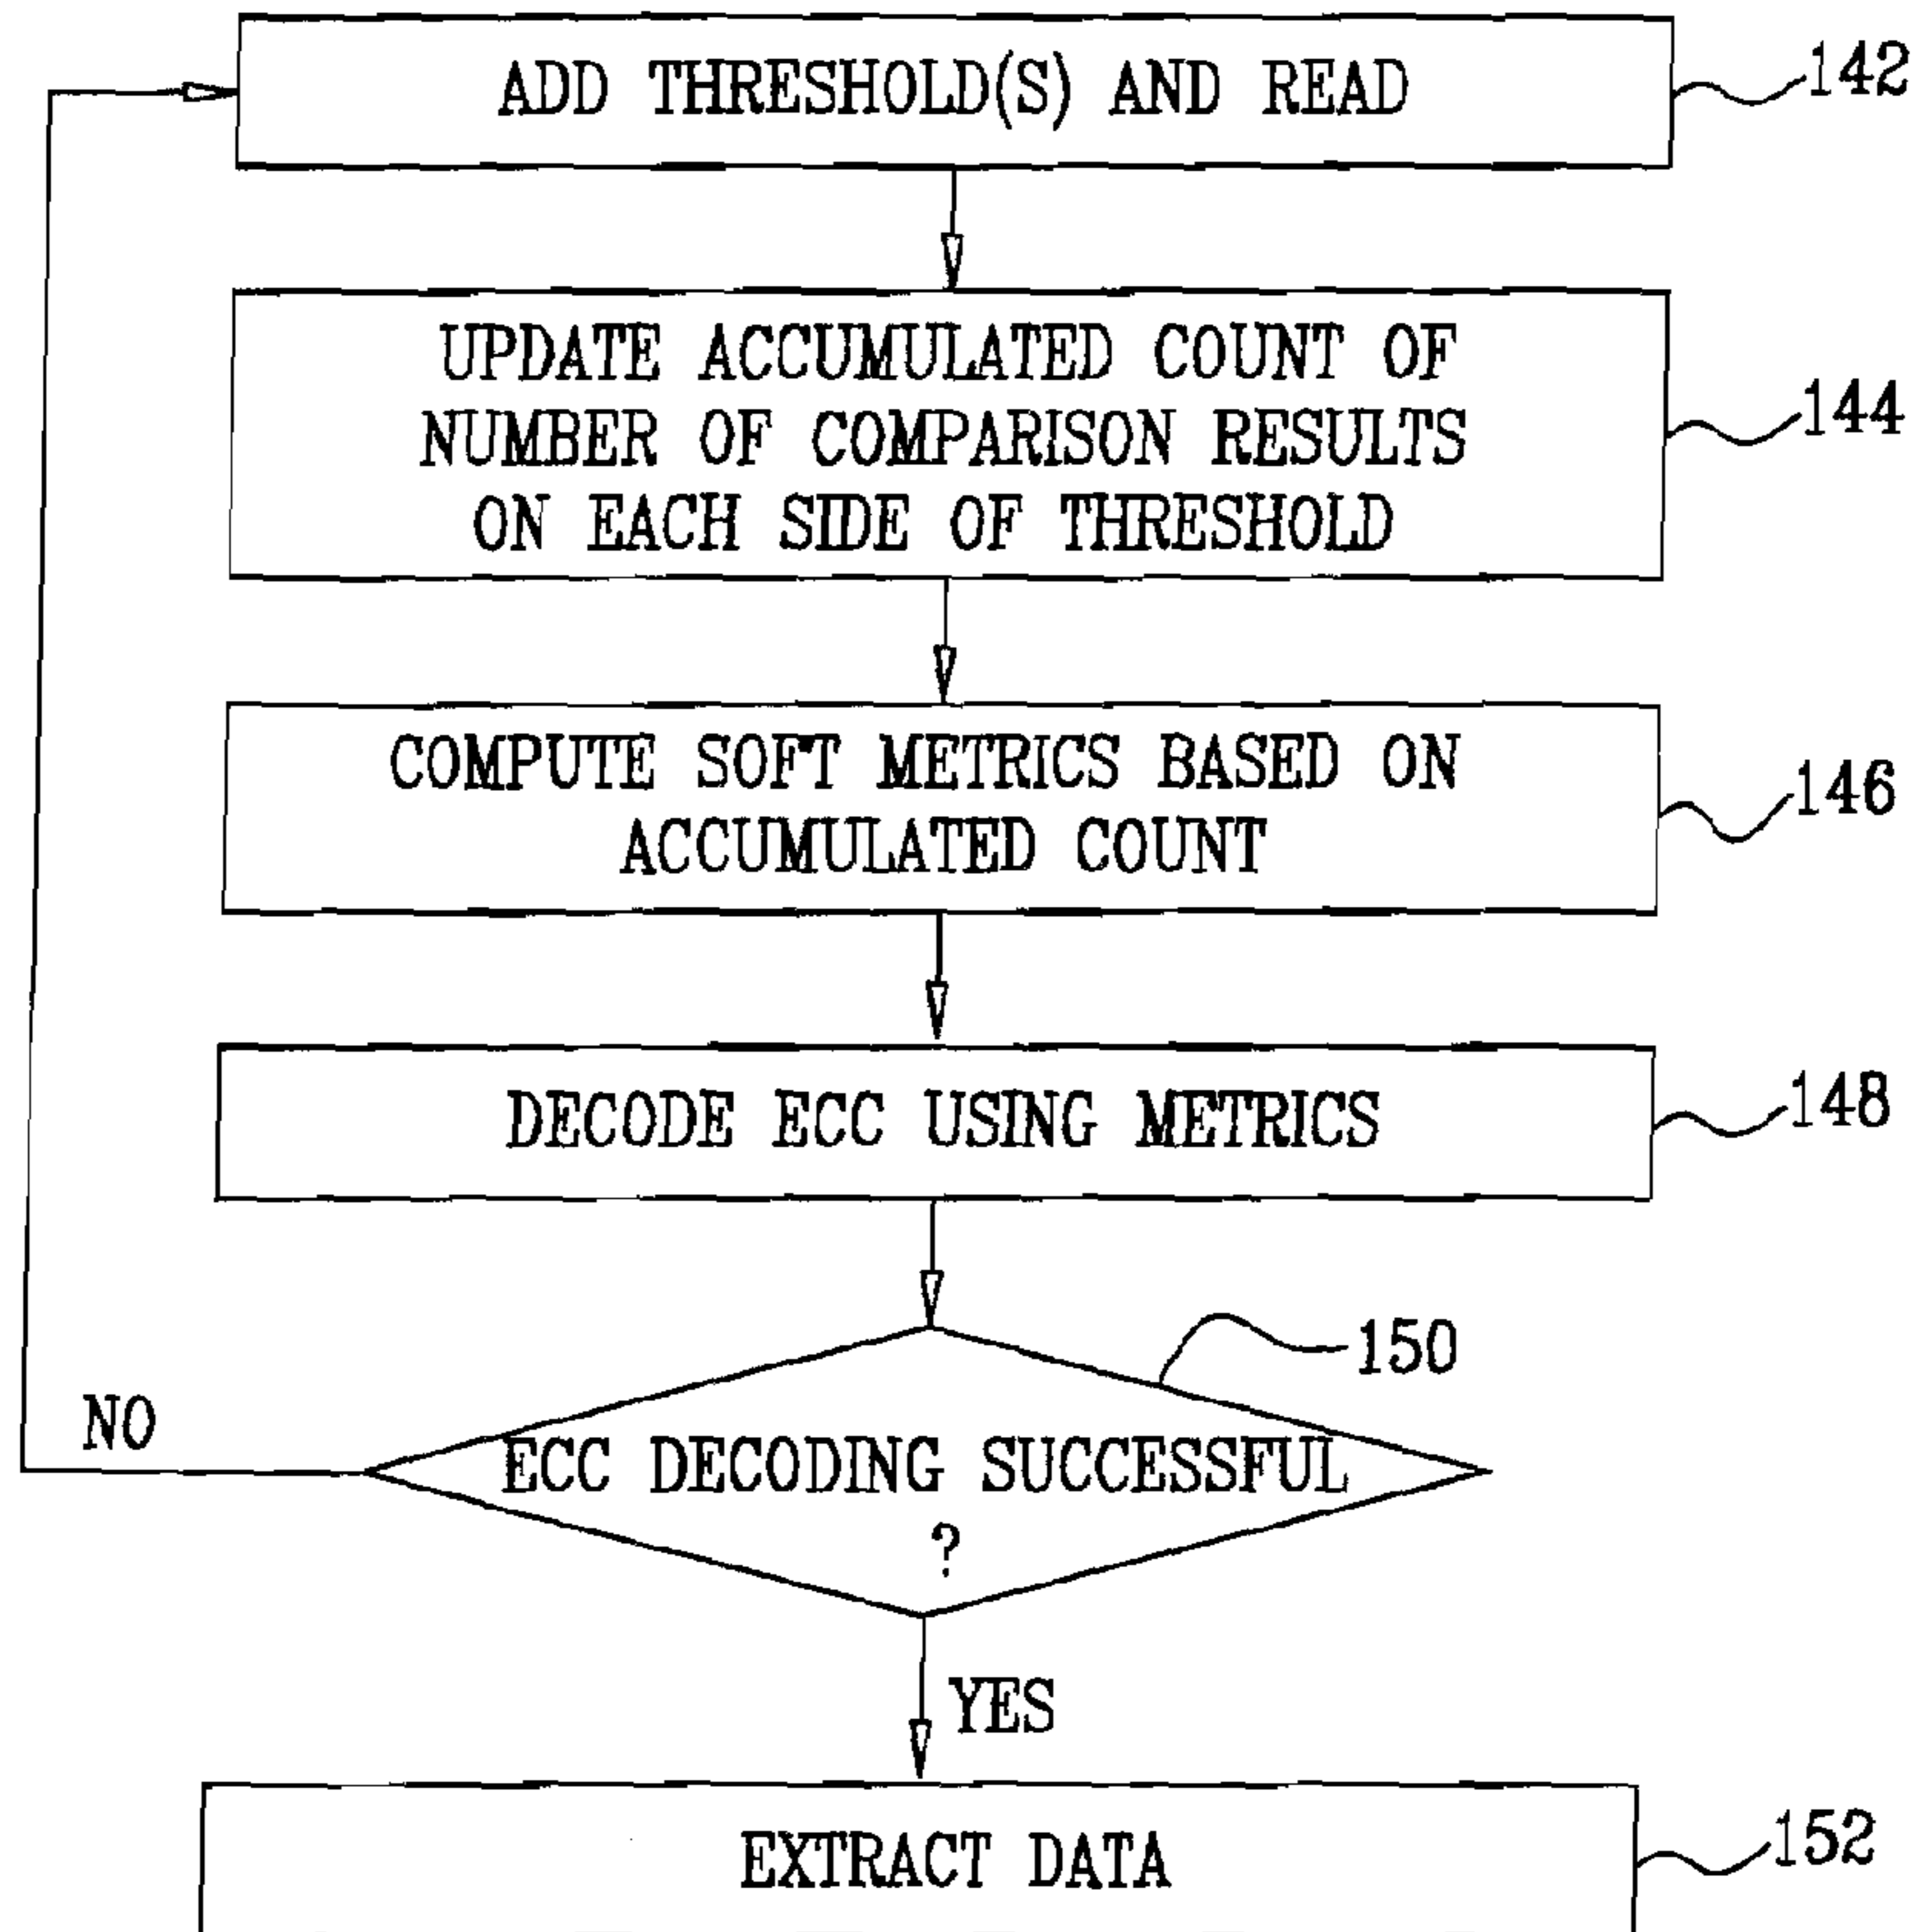 ADD THRESHOLD(S) AND READ
142
UPDATE ACCUMULATED COUNT OF
NUMBER OF COMPARISON RESULTS
ON EACH SIDE OF THRESHOLD
144
COMPUTE SOFT METRICS BASED ON
ACCUMULATED COUNT
146
DECODE ECC USING METRICS
148
150
NO
ECC DECODING SUCCESSFUL
?
YES
EXTRACT DATA
152